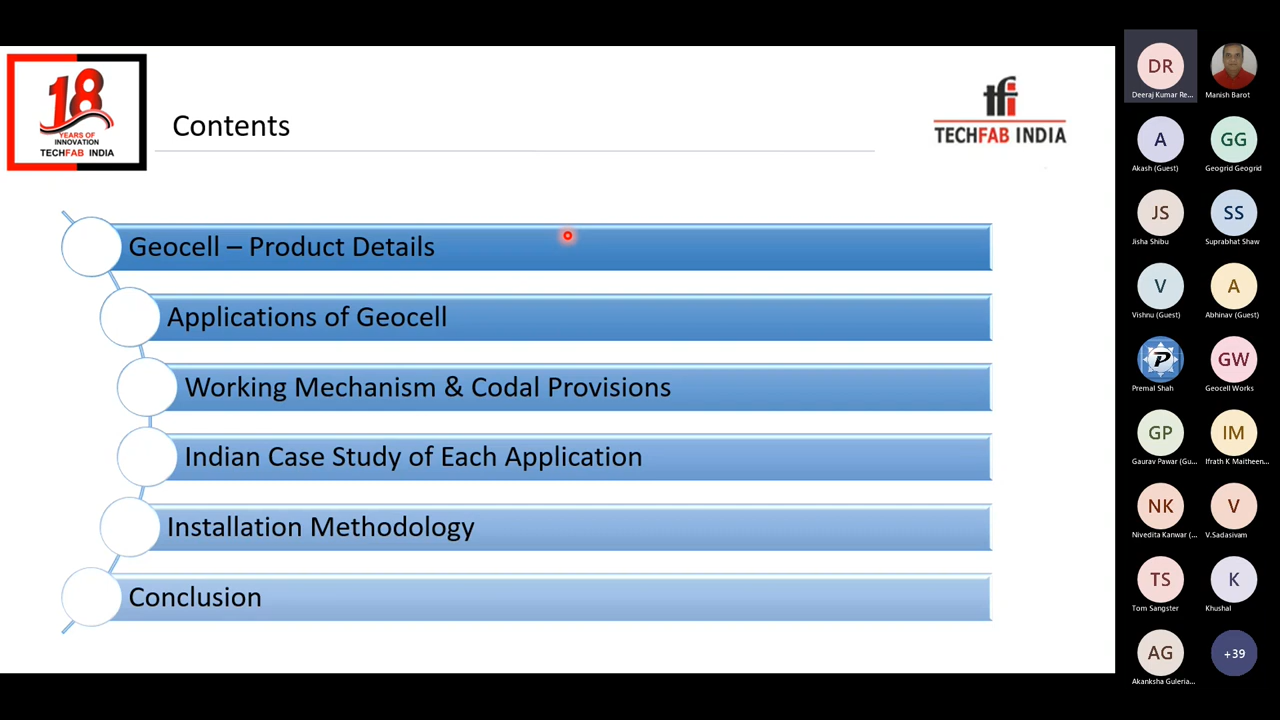 18
YEARS OF
INNOVATION
TECHFAB INDIA
Contents
tfi
TECHFAB INDIA
Geocell – Product Details
Applications of Geocell
Working Mechanism & Codal Provisions
Indian Case Study of Each Application
Installation Methodology
Conclusion
DR
Deeraj Kumar Re...
Manish Barot
A
Akash (Guest)
GG
Geogrid Geogrid
JS
Jisha Shibu
SS
Suprabhat Shaw
V
Vishnu (Guest)
A
Abhinav (Guest)
P
Premal Shah
GW
Geocell Works
GP
Gaurav Pawar (Gu...
IM
Ifrath K Maitheen...
NK
Nivedita Kanwar (...
V
V.Sadasivam
TS
Tom Sangster
K
Khushal
AG
Akanksha Guleria...
+39